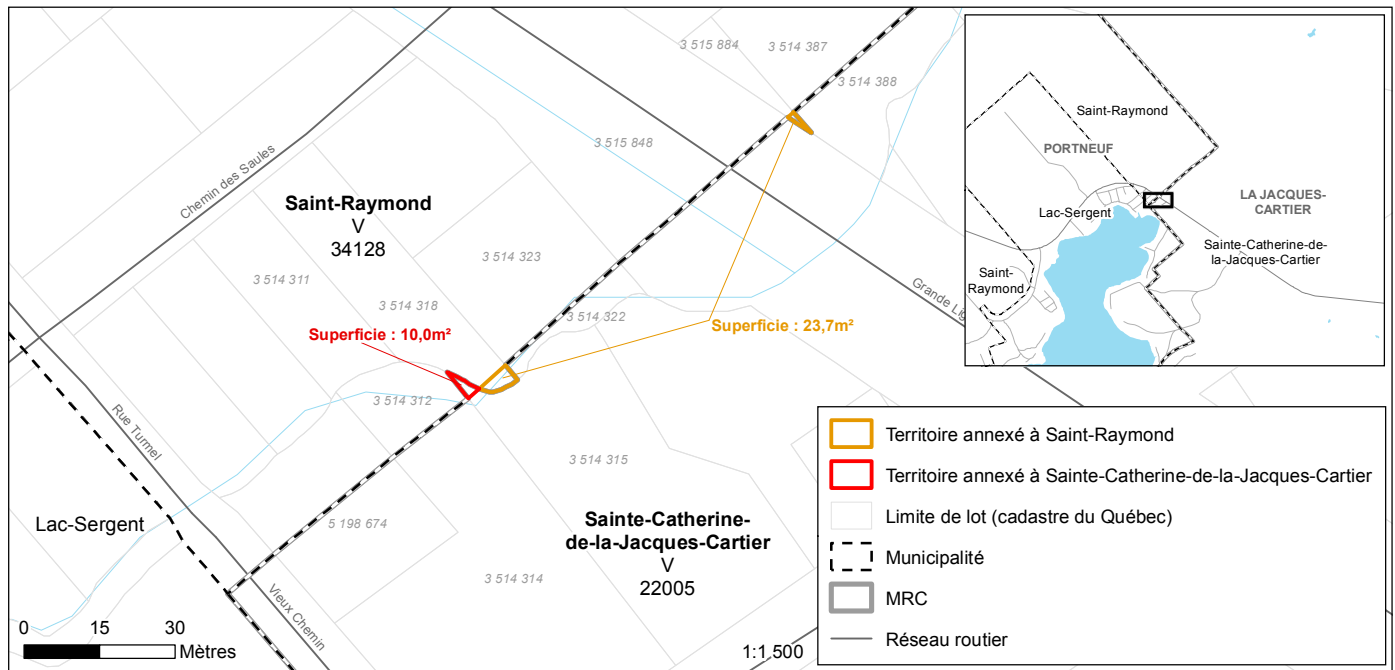 3 515 884
3 514 387
3 514 388
3 515 848
Chemin des Saules
Saint-Raymond
V
34128
3 514 311
3 514 323
3 514 318
3 514 322
Grande Lig
Superficie : 10,0m²
Superficie : 23,7m²
3 514 312
Rue Turmel
3 514 315
Lac-Sergent
5 198 674
Sainte-Catherine-
de-la-Jacques-Cartier
V
22005
3 514 314
Vieux Chemin
0 15 30
Mètres
1:1 500
Saint-Raymond
PORTNEUF
LA JACQUES-
CARTIER
Lac-Sergent
Sainte-Catherine-de-
la-Jacques-Cartier
Saint-
Raymond
Territoire annexé à Saint-Raymond
Territoire annexé à Sainte-Catherine-de-la-Jacques-Cartier
Limite de lot (cadastre du Québec)
Municipalité
MRC
Réseau routier